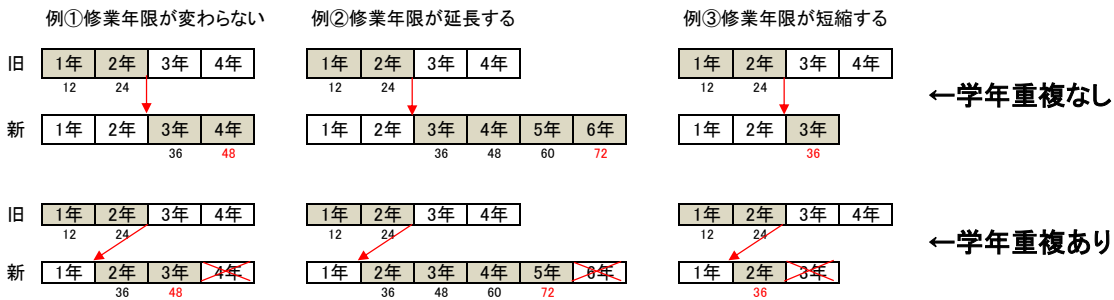 例①修業年限が変わらない 例②修業年限が延長する 例③修業年限が短縮する
旧 1年 2年 3年 4年 1年 2年 3年 4年 1年 2年 3年 4年
12 24 12 24 12 24
←学年重複なし
新 1年 2年 3年 4年 1年 2年 3年 4年 5年 6年 1年 2年 3年
36 48 36 48 60 72 36
旧 1年 2年 3年 4年 1年 2年 3年 4年 1年 2年 3年 4年
12 24 12 24 12 24
←学年重複あり
新 1年 2年 3年 4年 1年 2年 3年 4年 5年 6年 1年 2年 3年
36 48 36 48 60 72 36